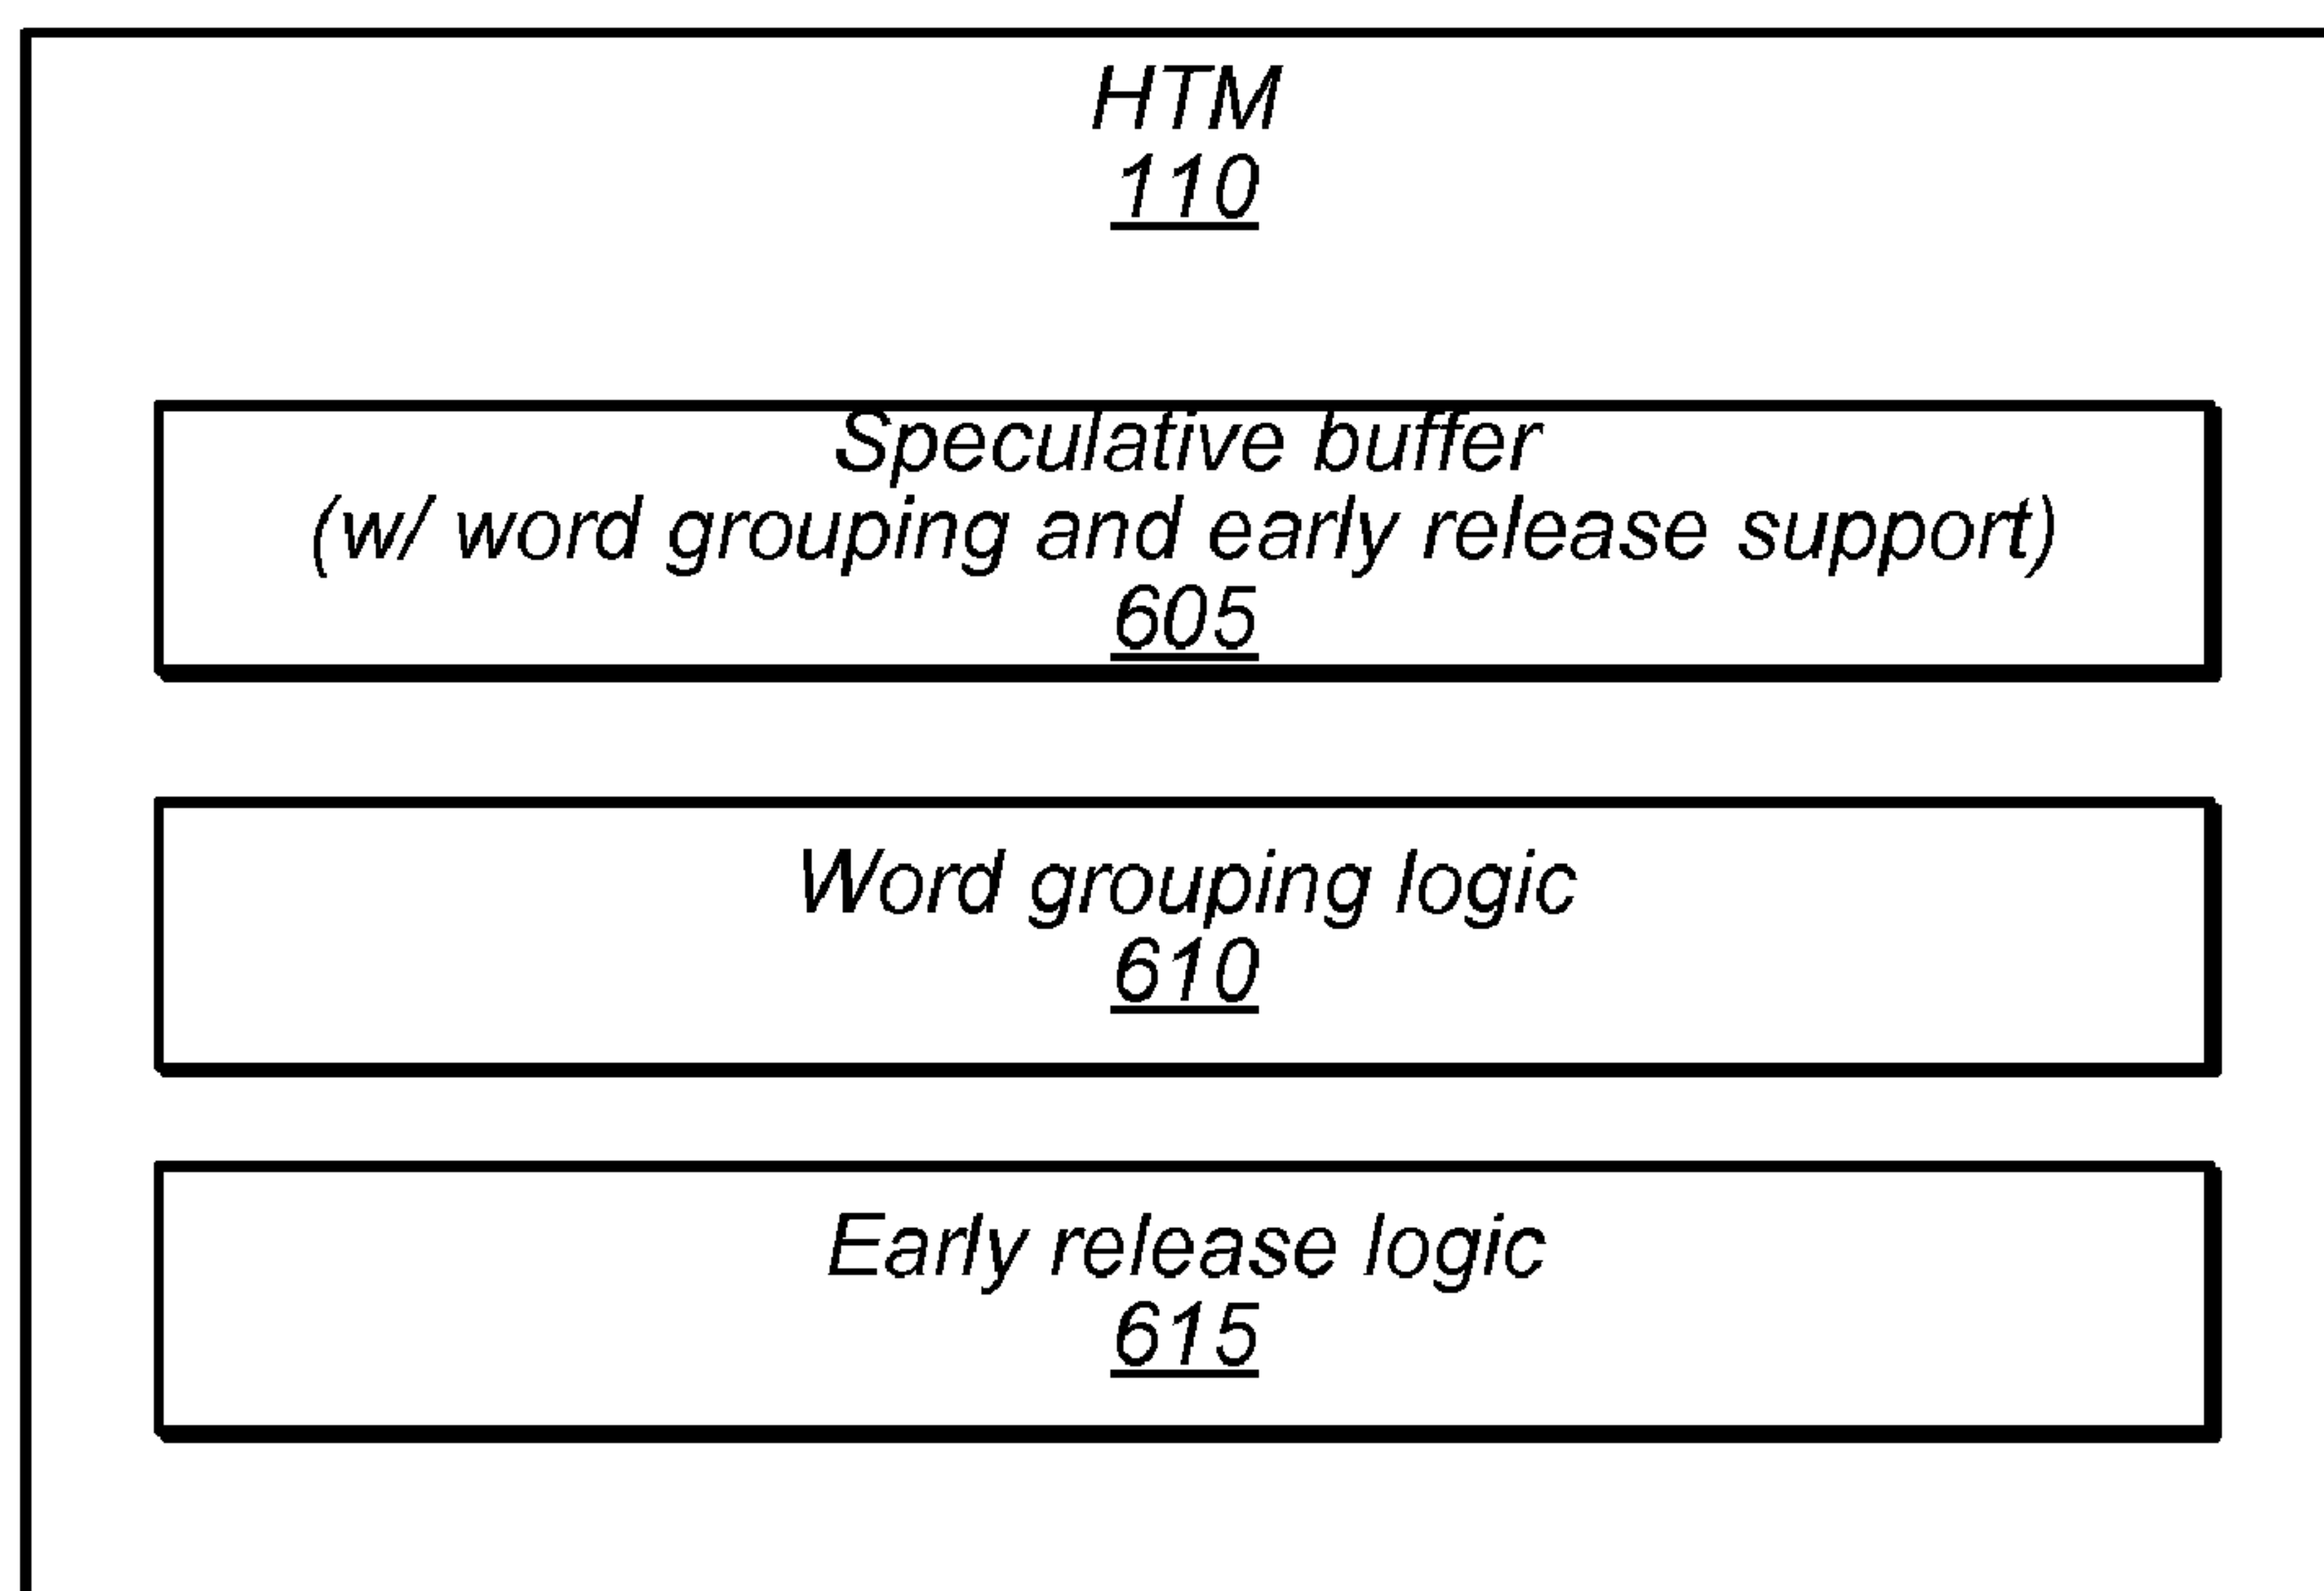 HTM
110
Speculative buffer
(w/ word grouping and early release support)
605
Word grouping logic
610
Early release logic
615